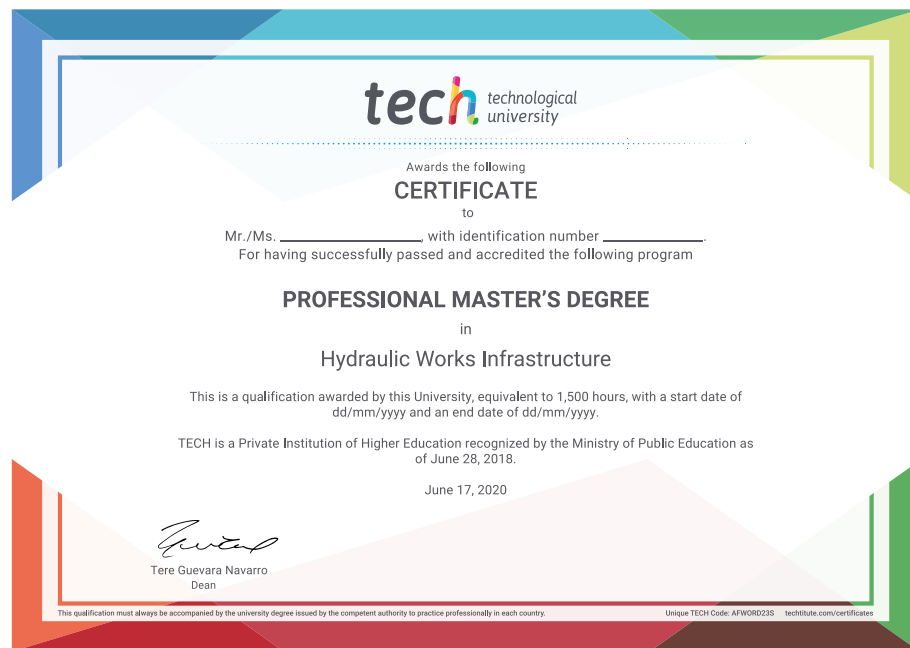 tech technological
university
Awards the following
CERTIFICATE
to
Mr./Ms. ____________________, with identification number ______________.
For having successfully passed and accredited the following program
PROFESSIONAL MASTER'S DEGREE
in
Hydraulic Works Infrastructure
This is a qualification awarded by this University, equivalent to 1,500 hours, with a start date of
dd/mm/yyyy and an end date of dd/mm/yyyy.
TECH is a Private Institution of Higher Education recognized by the Ministry of Public Education as
of June 28, 2018.
June 17, 2020
Tere Guevara Navarro
Dean
This qualification must always be accompanied by the university degree issued by the competent authority to practice professionally in each country.
Unique TECH Code: AFWORD23S techtitute.com/certificates